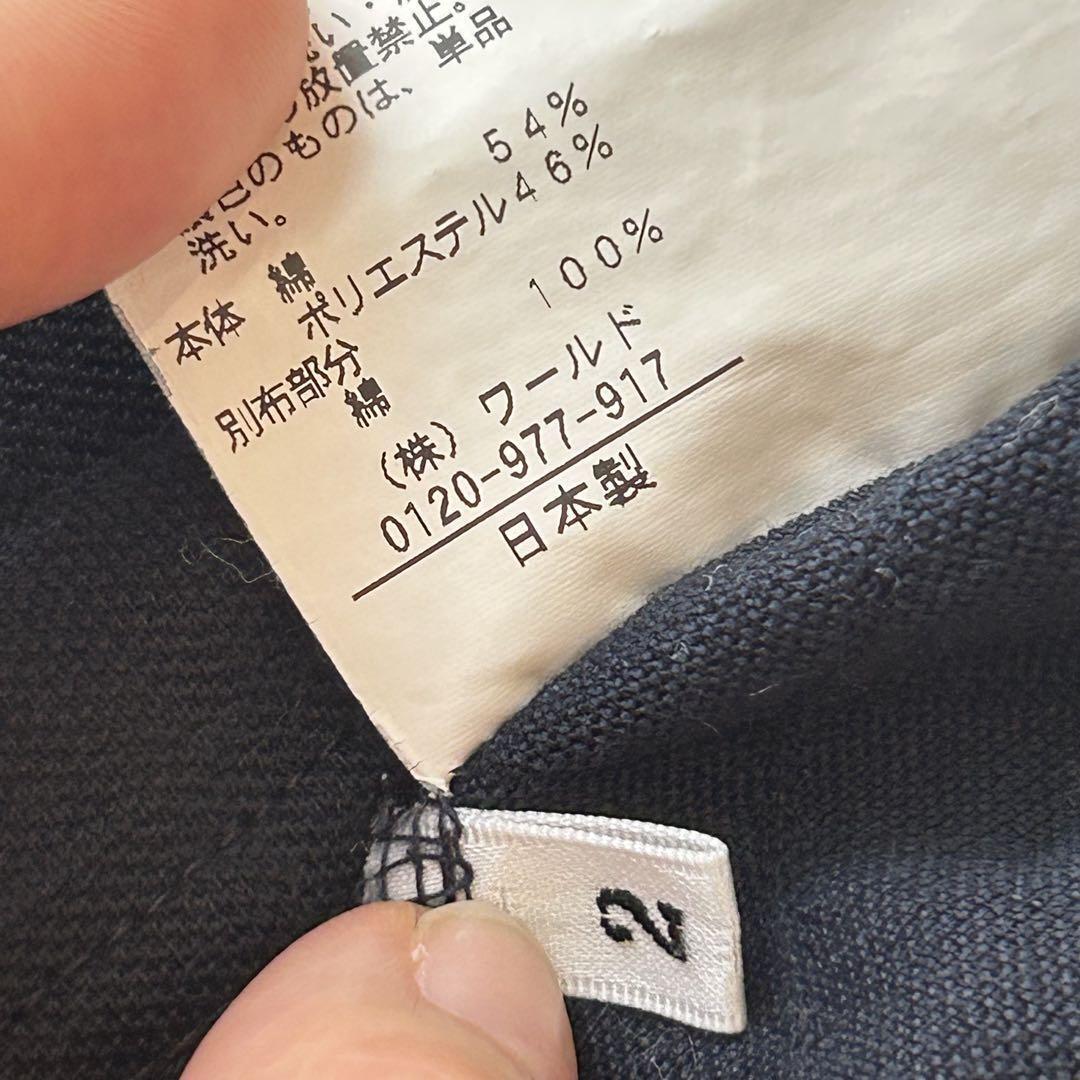 い・
放置禁止。
このものは、単品
洗い。
本体 綿 54%
ポリエステル46%
別布部分
綿 100%
(株) ワールド
0120-977-917
日本製
2